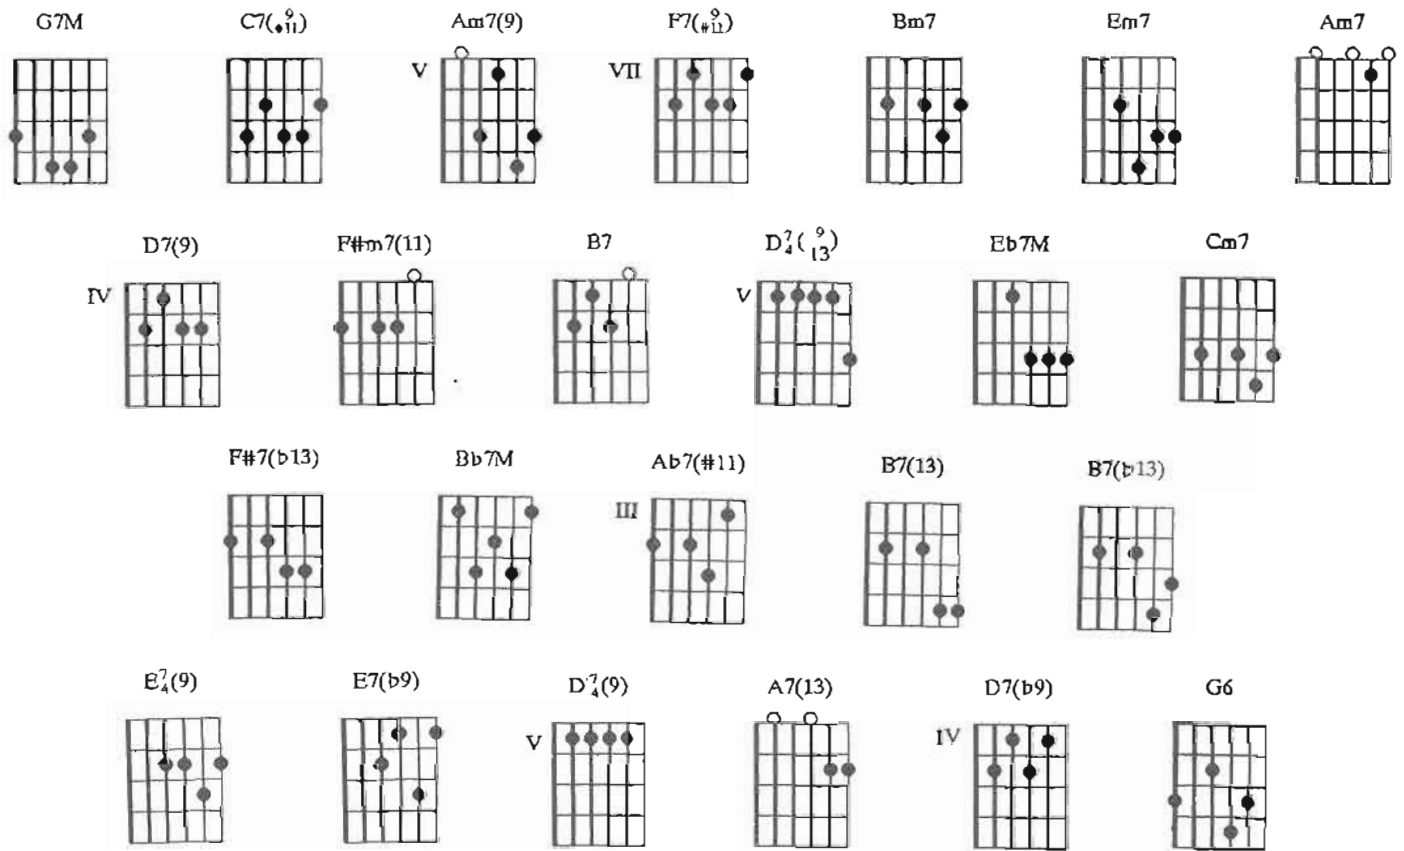 G7M C7(#11 9) Am7(9) F7(#11 9) Bm7 Em7 Am7
V VII
D7(9) F#m7(11) B7 D7/4(9 13) Eb7M Cm7
IV V
F#7(b13) Bb7M Ab7(#11) B7(13) B7(b13)
III
E7/4(9) E7(b9) D7/4(9) A7(13) D7(b9) G6
V IV